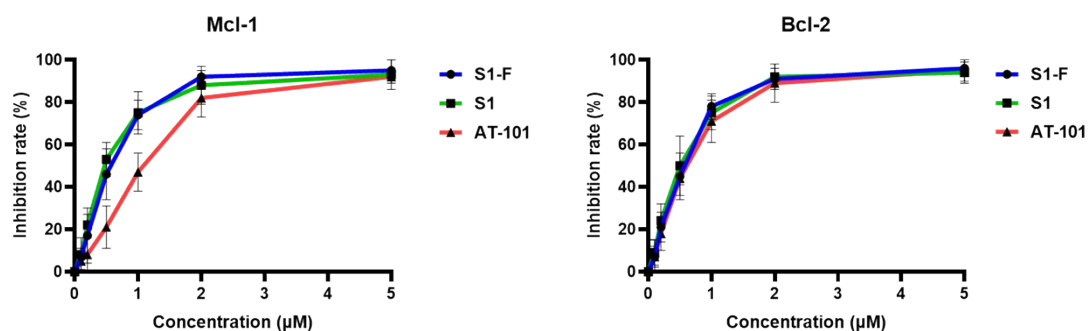 Mcl-1
Inhibition rate (%)
100
80
60
40
20
0
0 1 2 3 4 5
Concentration (µM)
S1-F
S1
AT-101
Bcl-2
Inhibition rate (%)
100
80
60
40
20
0
0 1 2 3 4 5
Concentration (µM)
S1-F
S1
AT-101